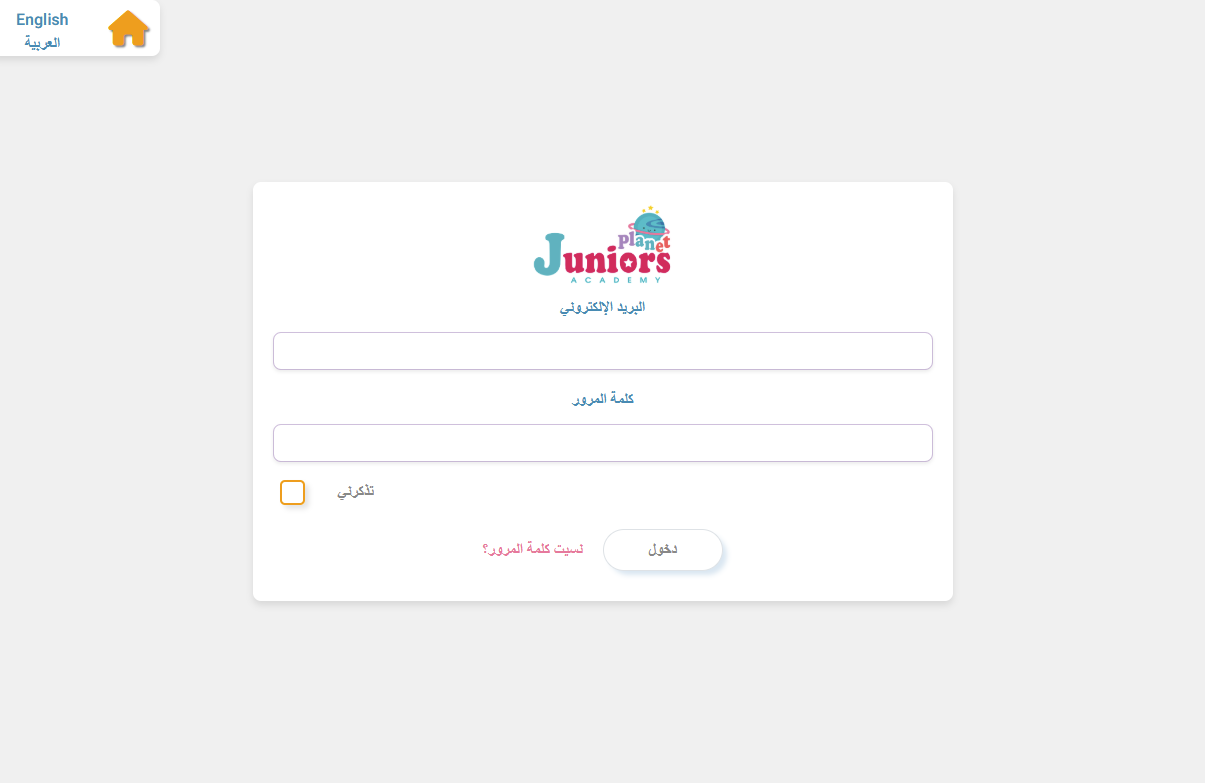 English
العربية
planet
Juniors
ACADEMY
البريد الإلكتروني
كلمة المرور
تذكرني
دخول
نسيت كلمة المرور؟